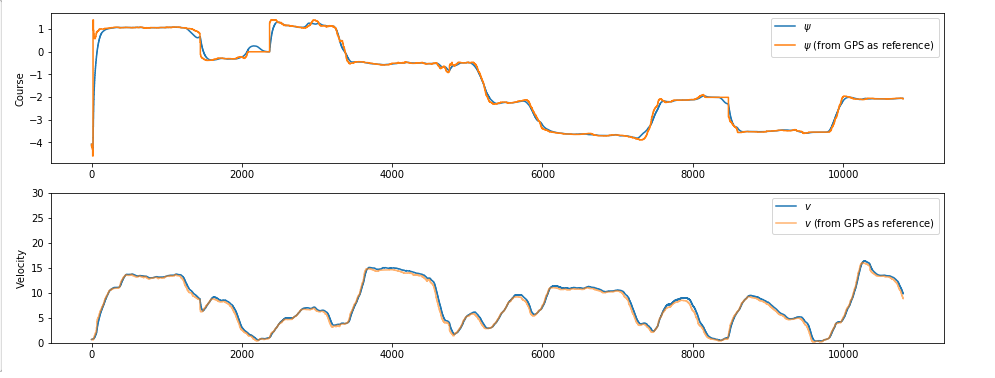 1
0
−1
−2
−3
−4
Course
ψ
ψ (from GPS as reference)
0 2000 4000 6000 8000 10000
30
25
20
15
10
5
0
Velocity
v
v (from GPS as reference)
0 2000 4000 6000 8000 10000